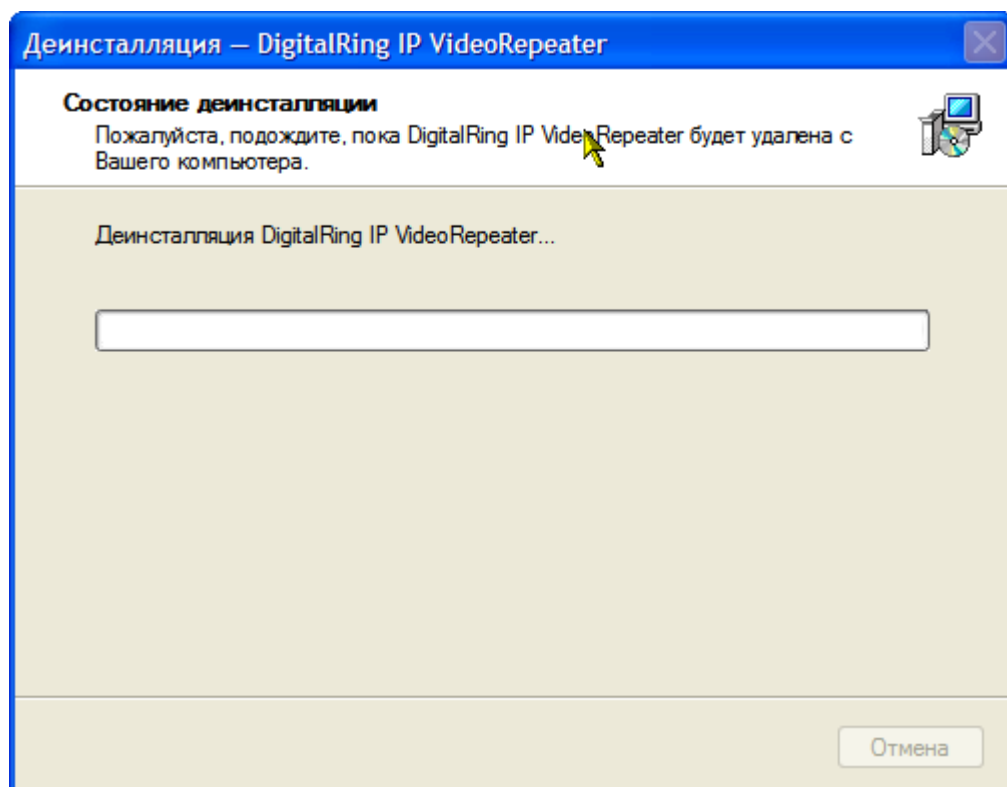 Деинсталляция — DigitalRing IP VideoRepeater
Состояние деинсталляции
Пожалуйста, подождите, пока DigitalRing IP VideoRepeater будет удалена с
Вашего компьютера.
Деинсталляция DigitalRing IP VideoRepeater...
Отмена